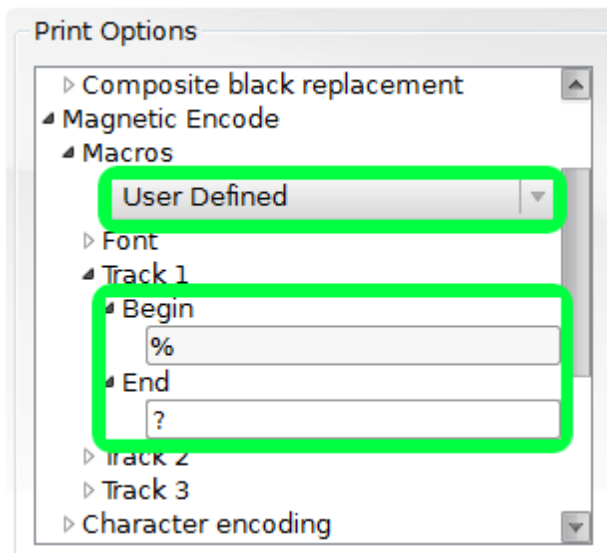 Print Options
Composite black replacement
Magnetic Encode
Macros
User Defined
Font
Track 1
Begin
%
End
?
Track 2
Track 3
Character encoding